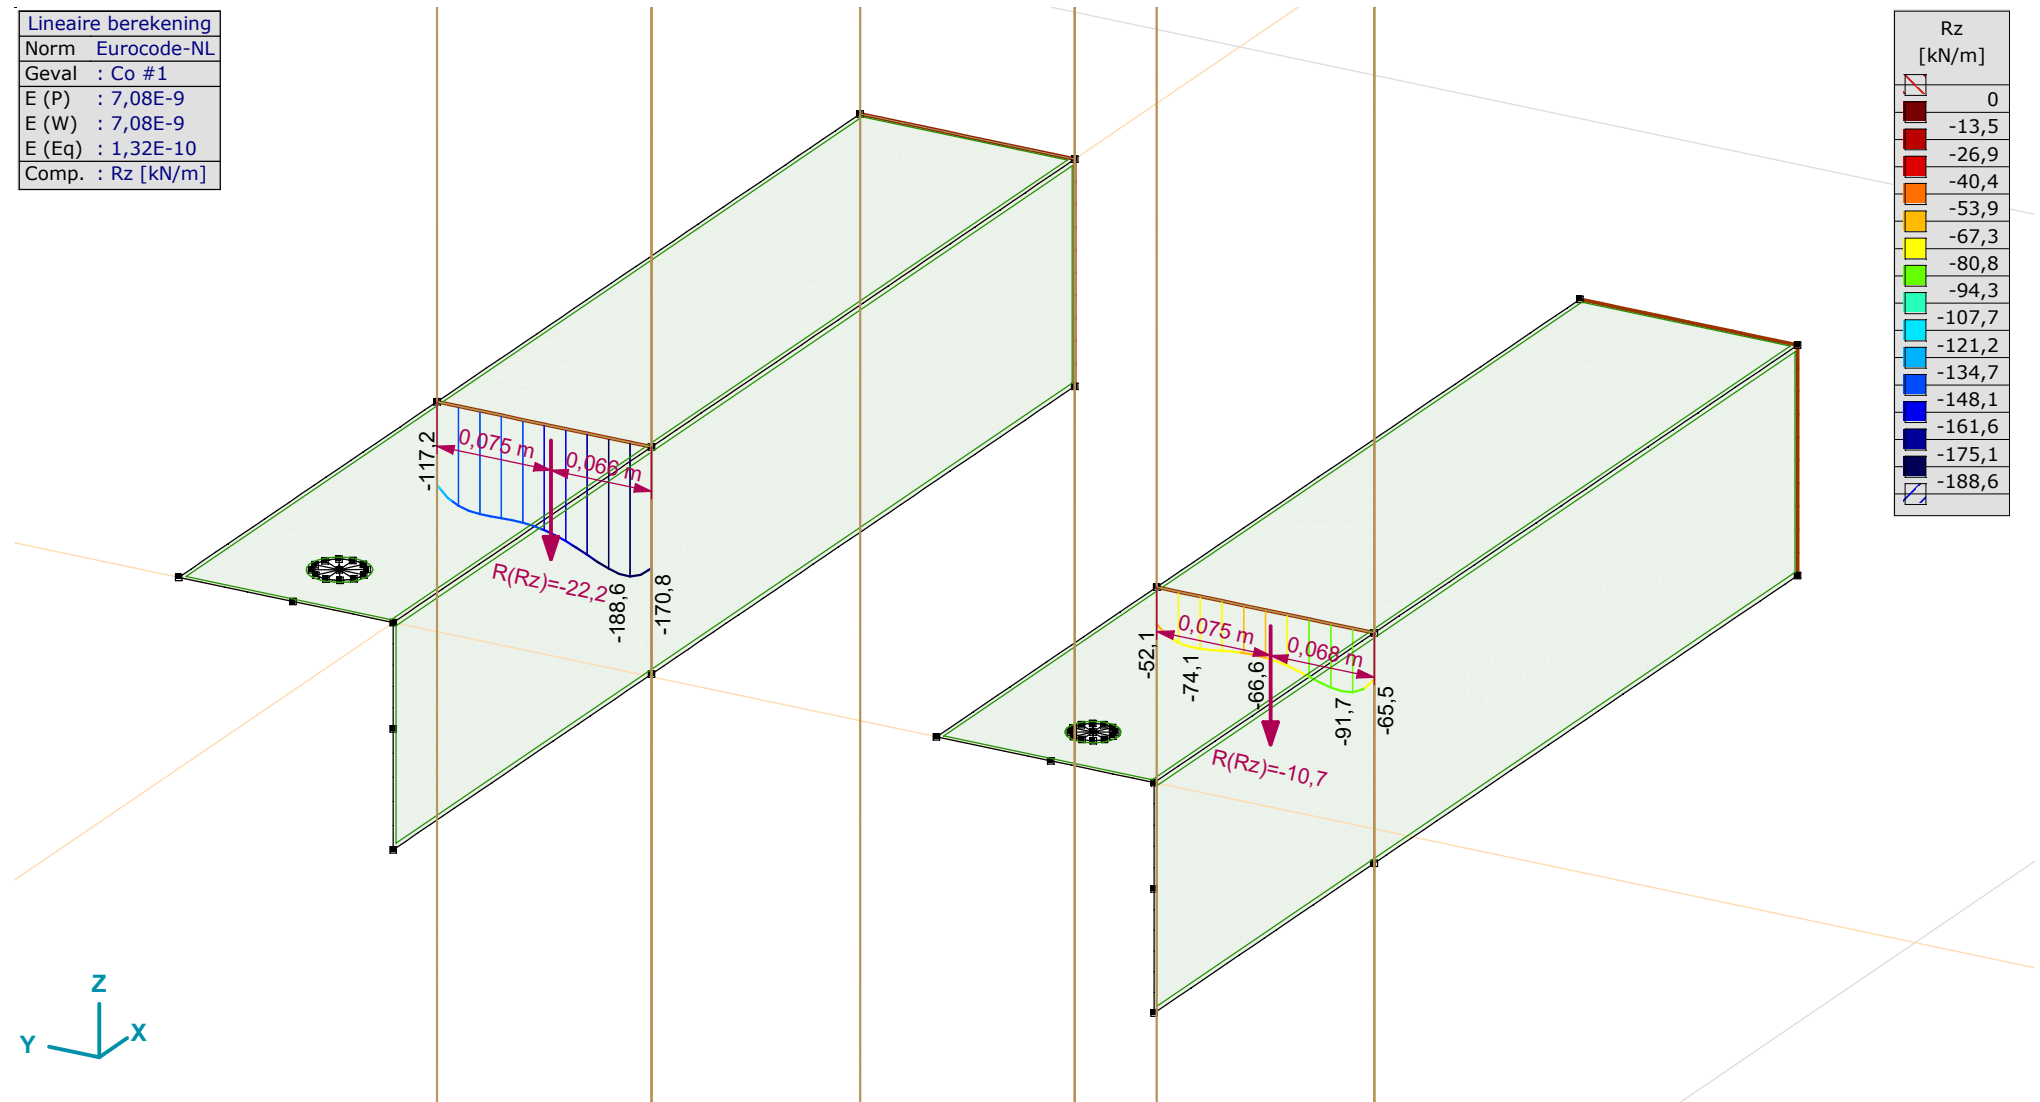 Lineaire berekening
Norm Eurocode-NL
Geval : Co #1
E (P) : 7,08E-9
E (W) : 7,08E-9
E (Eq) : 1,32E-10
Comp. : Rz [kN/m]
Rz
[kN/m]
0
-13,5
-26,9
-40,4
-53,9
-67,3
-80,8
-94,3
-107,7
-121,2
-134,7
-148,1
-161,6
-175,1
-188,6
-117,2
0,075 m
0,066 m
R(Rz)=-22,2
-188,6
-170,8
-52,1
0,075 m
0,068 m
-74,1
-66,6
-91,7
-65,5
R(Rz)=-10,7
Z
Y
X